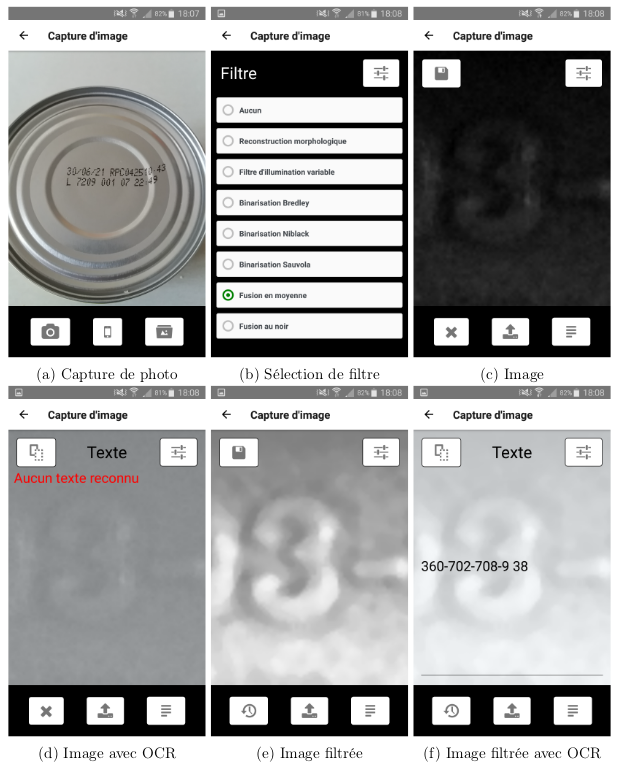 82% 18:07
← Capture d'image
30/06/21 RPC042510:43
L 7209 001 07 22:49
(a) Capture de photo
81% 18:08
← Capture d'image
Filtre
Aucun
Reconstruction morphologique
Filtre d'illumination variable
Binarisation Bredley
Binarisation Niblack
Binarisation Sauvola
Fusion en moyenne
Fusion au noir
(b) Sélection de filtre
82% 18:08
← Capture d'image
3
(c) Image
81% 18:08
← Capture d'image
Texte
Aucun texte reconnu
3
(d) Image avec OCR
82% 18:08
← Capture d'image
3
(e) Image filtrée
82% 18:08
← Capture d'image
Texte
360-702-708-9 38
3
(f) Image filtrée avec OCR